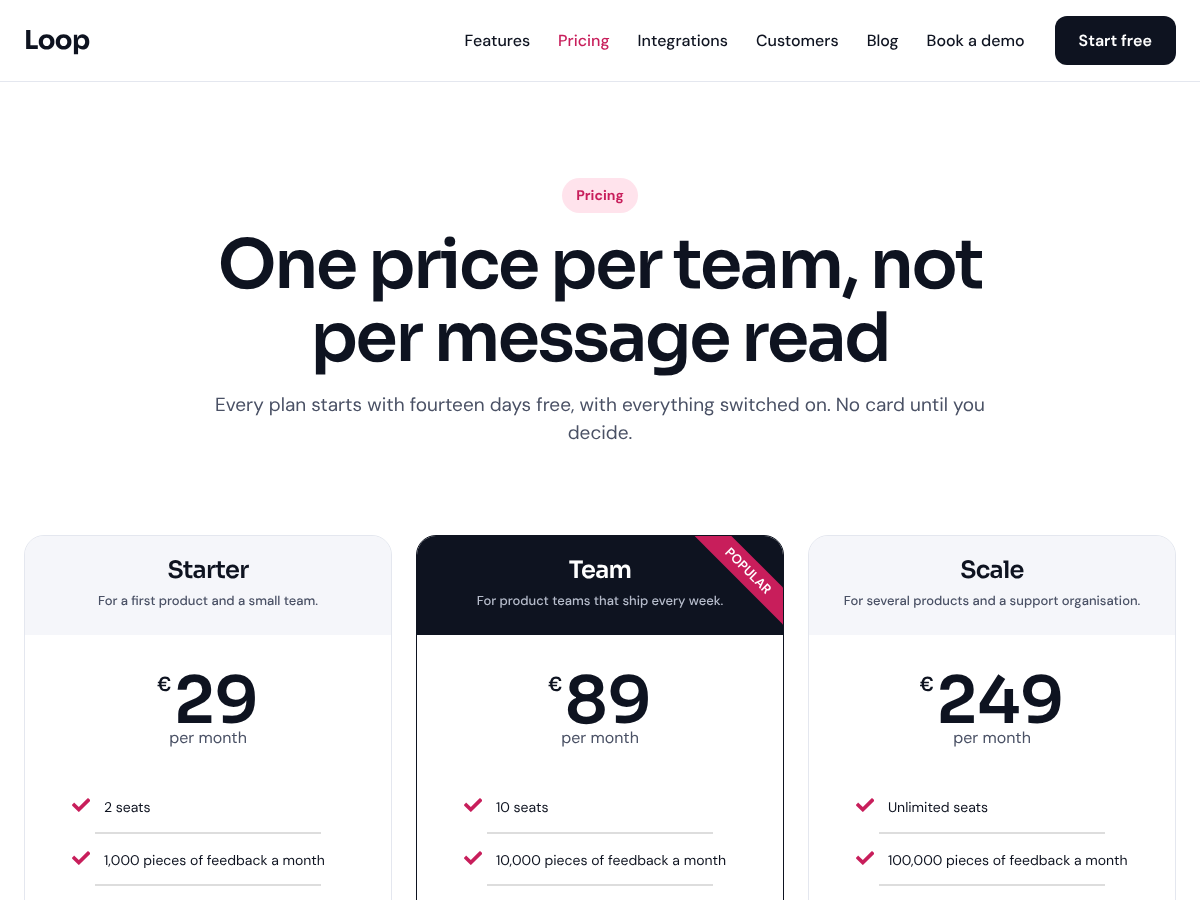 Loop
Features Pricing Integrations Customers Blog Book a demo Start free
Pricing
One price per team, not
per message read
Every plan starts with fourteen days free, with everything switched on. No card until you
decide.
Starter
For a first product and a small team.
€29
per month
2 seats
1,000 pieces of feedback a month
Team
POPULAR
For product teams that ship every week.
€89
per month
10 seats
10,000 pieces of feedback a month
Scale
For several products and a support organisation.
€249
per month
Unlimited seats
100,000 pieces of feedback a month